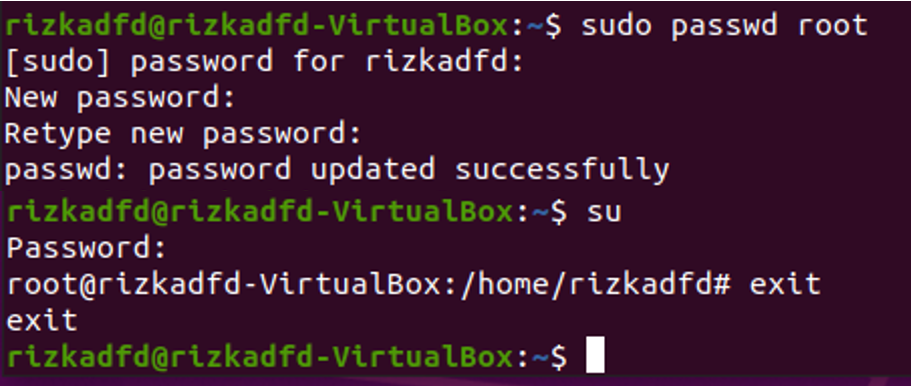 rizkadfd@rizkadfd-VirtualBox:~$ sudo passwd root
[sudo] password for rizkadfd:
New password:
Retype new password:
passwd: password updated successfully
rizkadfd@rizkadfd-VirtualBox:~$ su
Password:
root@rizkadfd-VirtualBox:/home/rizkadfd# exit
exit
rizkadfd@rizkadfd-VirtualBox:~$